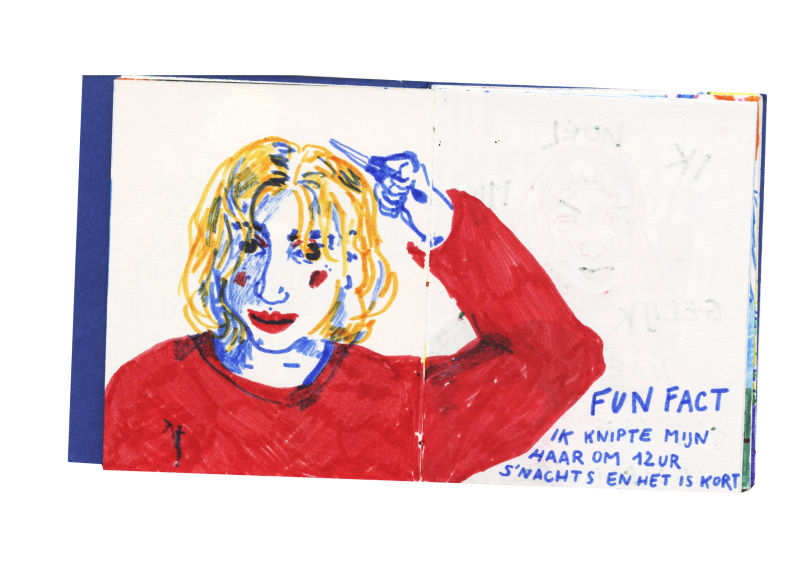 FUN FACT
IK KNIPTE MIJN
HAAR OM 12UR
S'NACHTS EN HET IS KORT